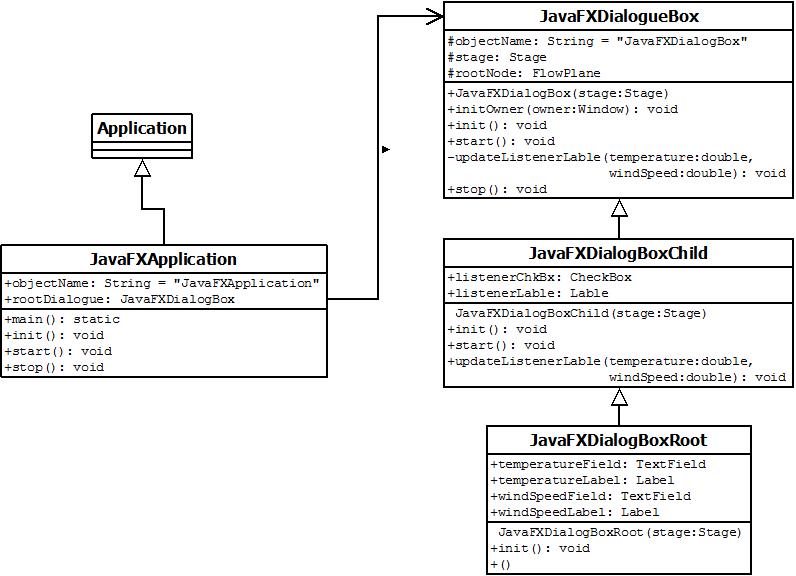 JavaFXDialogueBox
#objectName: String = "JavaFXDialogBox"
#stage: Stage
#rootNode: FlowPlane
+JavaFXDialogBox(stage:Stage)
+initOwner(owner:Window): void
+init(): void
+start(): void
-updateListenerLable(temperature:double,
windSpeed:double): void
+stop(): void
Application
JavaFXApplication
+objectName: String = "JavaFXApplication"
+rootDialogue: JavaFXDialogBox
+main(): static
+init(): void
+start(): void
+stop(): void
JavaFXDialogBoxChild
+listenerChkBx: CheckBox
+listenerLable: Lable
JavaFXDialogBoxChild(stage:Stage)
+init(): void
+start(): void
+updateListenerLable(temperature:double,
windSpeed:double): void
JavaFXDialogBoxRoot
+temperatureField: TextField
+temperatureLabel: Label
+windSpeedField: TextField
+windSpeedLabel: Label
JavaFXDialogBoxRoot(stage:Stage)
+init(): void
+()